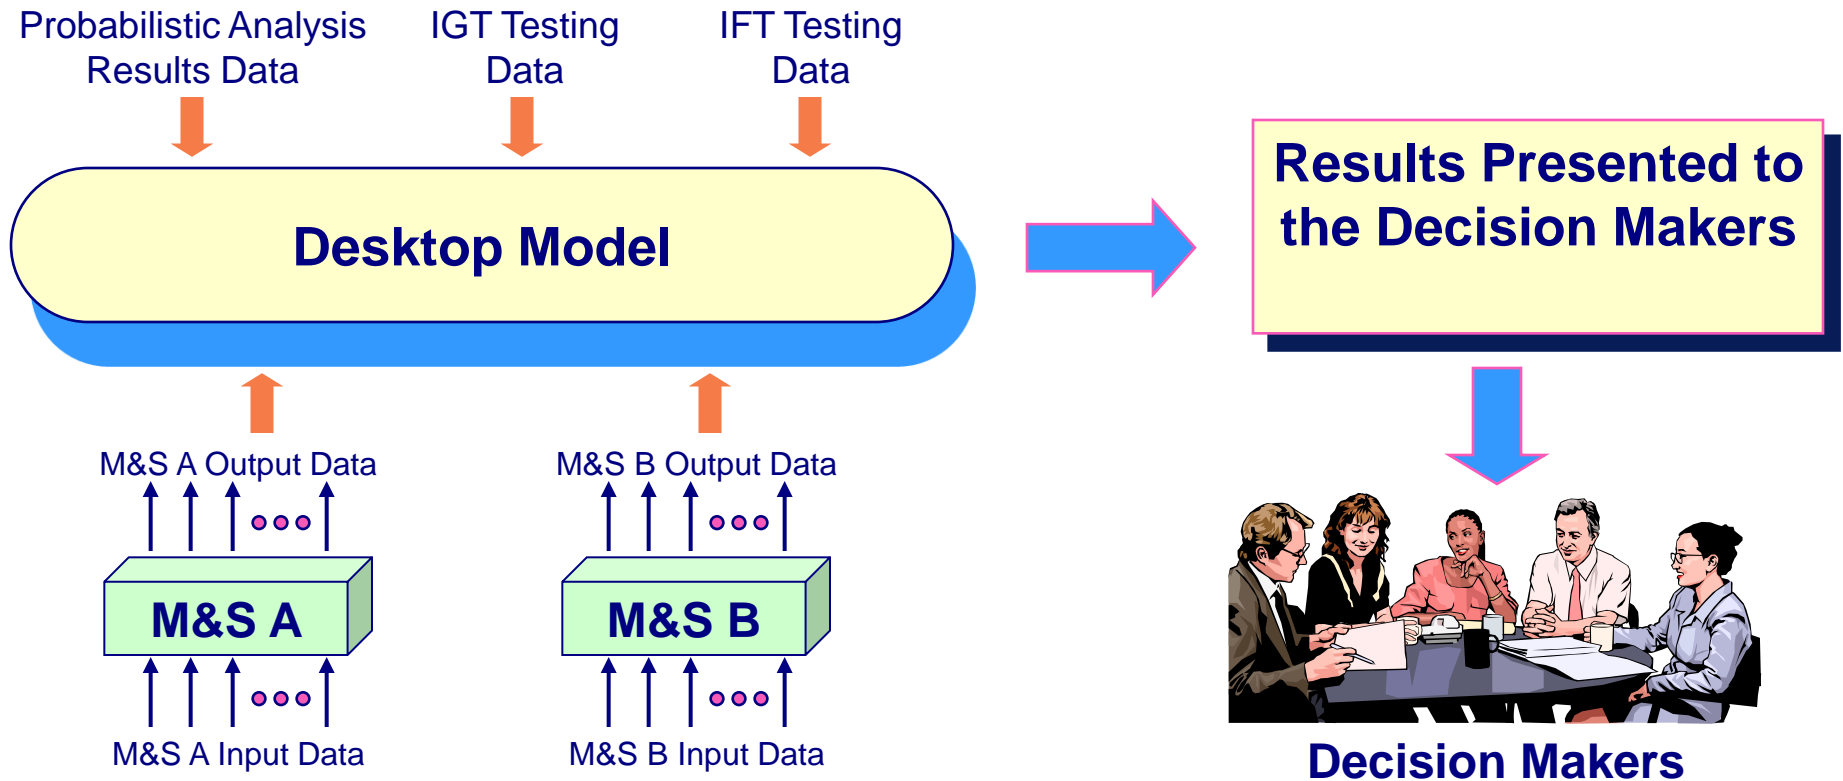 Probabilistic Analysis
Results Data
IGT Testing
Data
IFT Testing
Data
Desktop Model
Results Presented to
the Decision Makers
M&S A Output Data
M&S B Output Data
M&S A
M&S B
M&S A Input Data
M&S B Input Data
Decision Makers